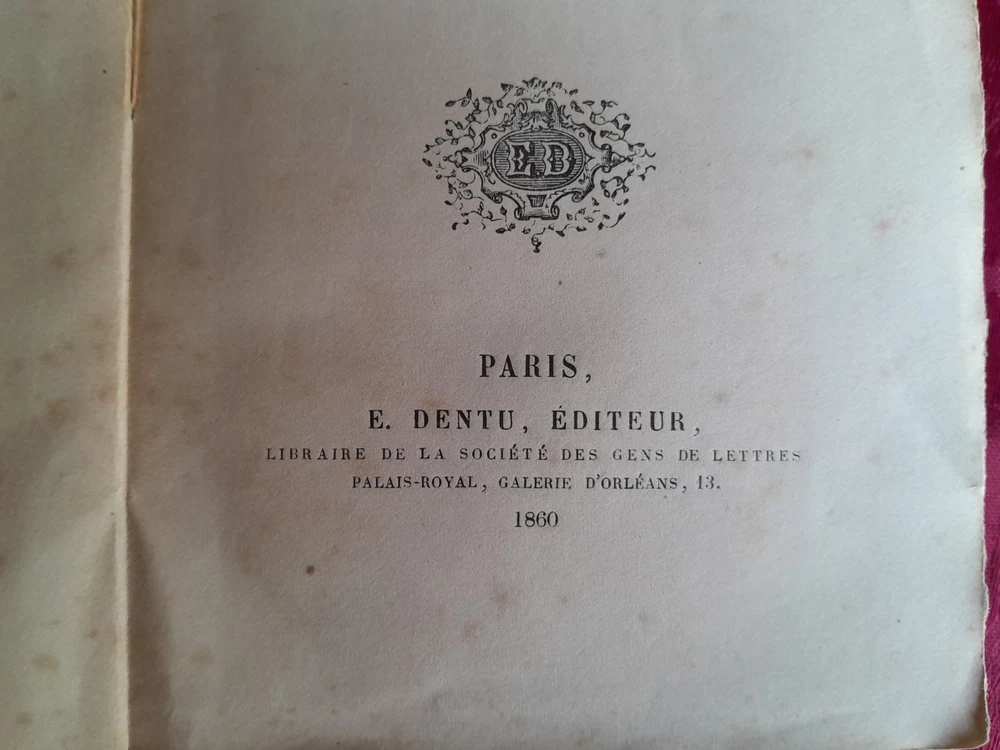 E.D
PARIS,
E. DENTU, ÉDITEUR,
LIBRAIRE DE LA SOCIÉTÉ DES GENS DE LETTRES
PALAIS-ROYAL, GALERIE D'ORLÉANS, 13.
1860